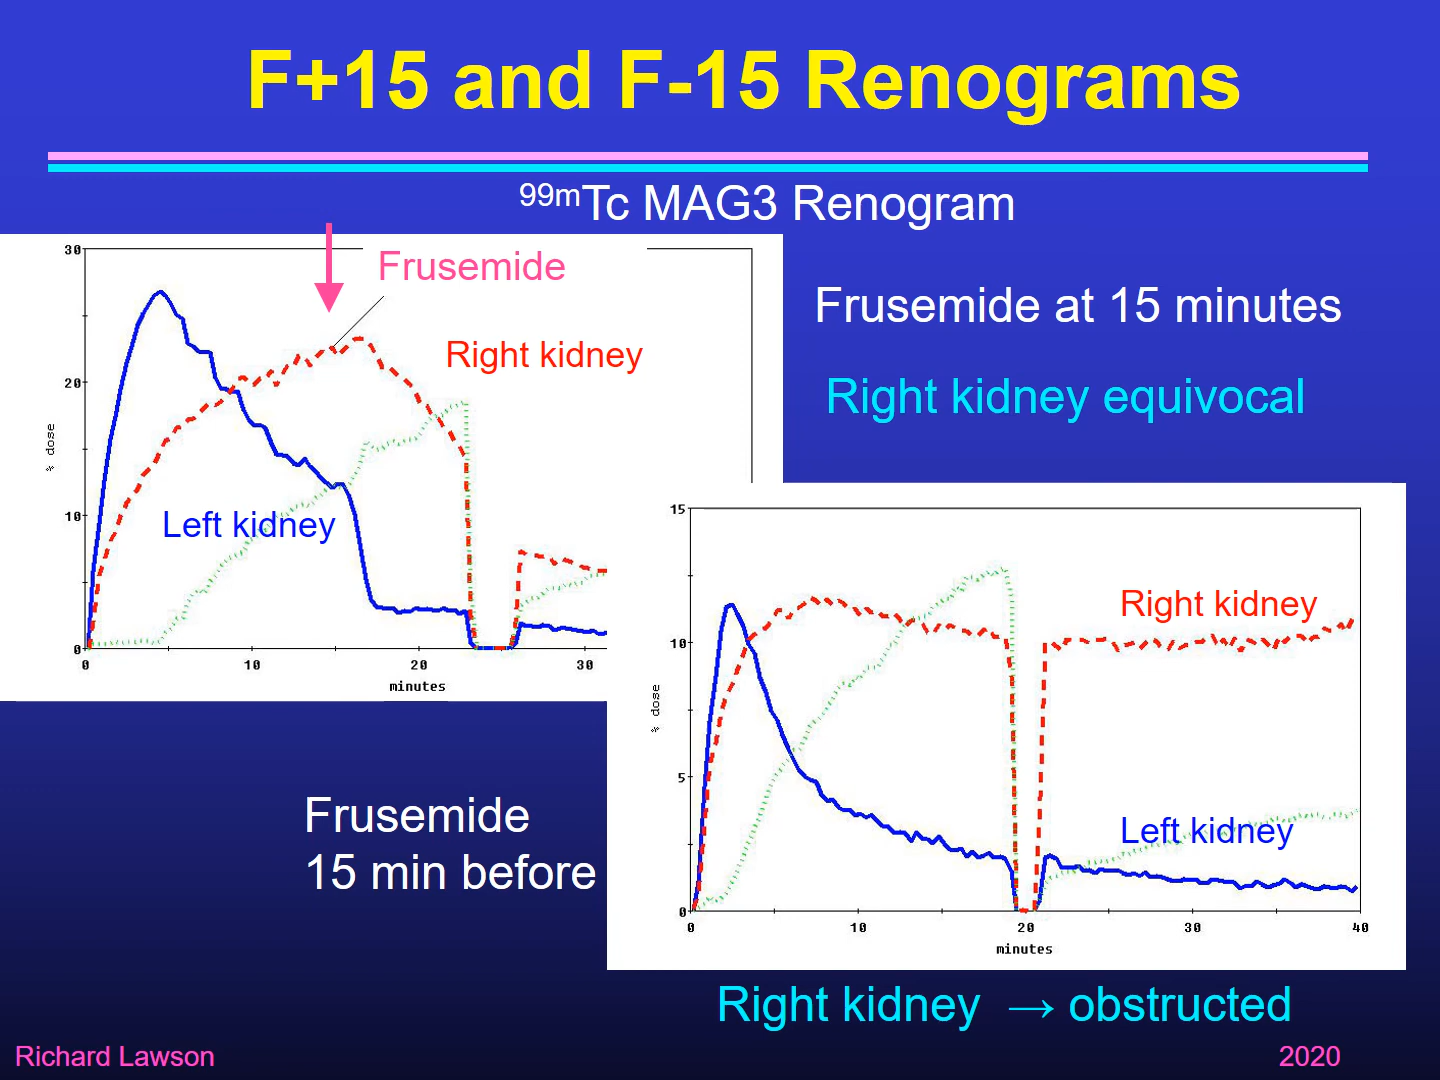 F+15 and F-15 Renograms
99mTc MAG3 Renogram
Frusemide
Right kidney
Left kidney
30
20
10
0
% dose
0 10 20 30
minutes
Frusemide at 15 minutes
Right kidney equivocal
15
10
5
0
% dose
Right kidney
Left kidney
0 10 20 30 40
minutes
Frusemide
15 min before
Right kidney → obstructed
Richard Lawson
2020